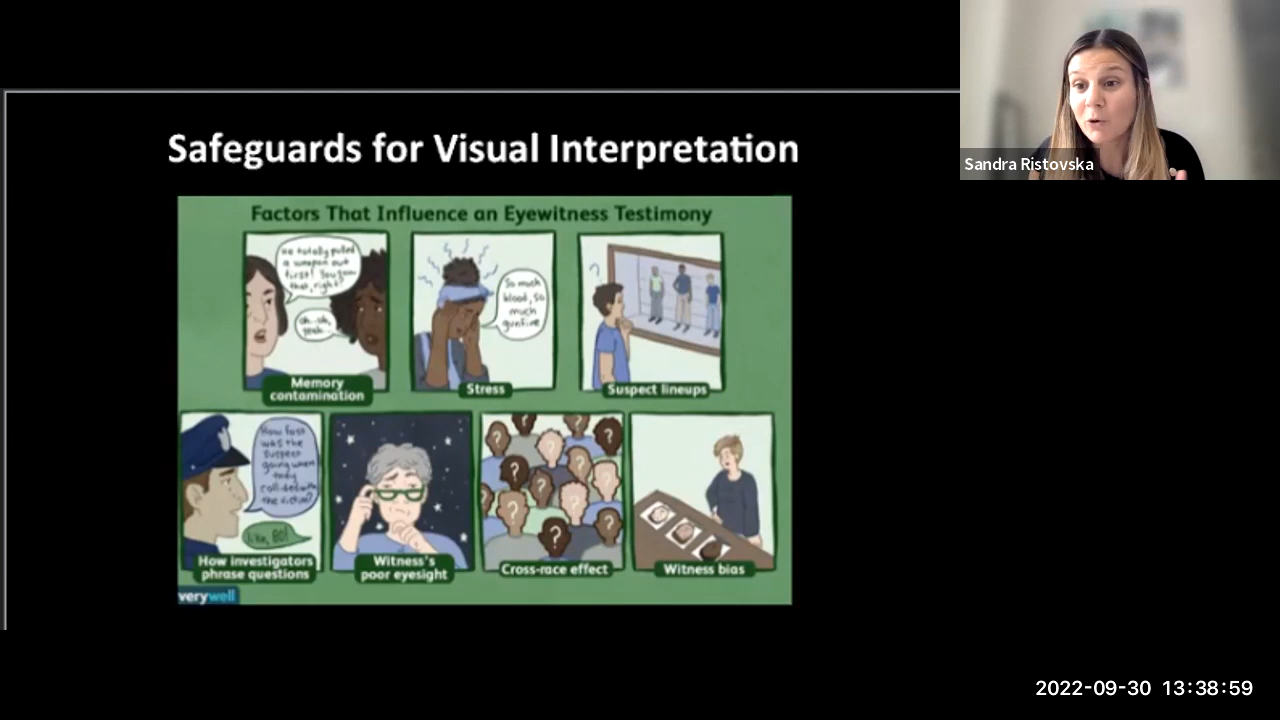 Sandra Ristovska
Safeguards for Visual Interpretation
Factors That Influence an Eyewitness Testimony
He totally pulled
a weapon out
first! You saw
that, right?
oh...uh,
yeah...
Memory
contamination
So much
blood, so
much
gunfire
Stress
Suspect lineups
How fast
was the
suspect
going when
they
collided with
the victim?
Like, 80!
How investigators
phrase questions
Witness's
poor eyesight
? ? ? ? ? ? ? ? ? ? ?
Cross-race effect
Witness bias
verywell
2022-09-30 13:38:59